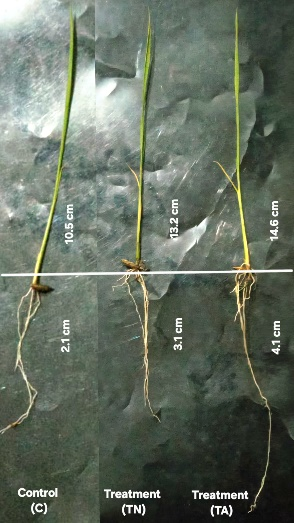 10.5 cm
13.2 cm
14.6 cm
2.1 cm
3.1 cm
4.1 cm
Control
(C)
Treatment
(TN)
Treatment
(TA)